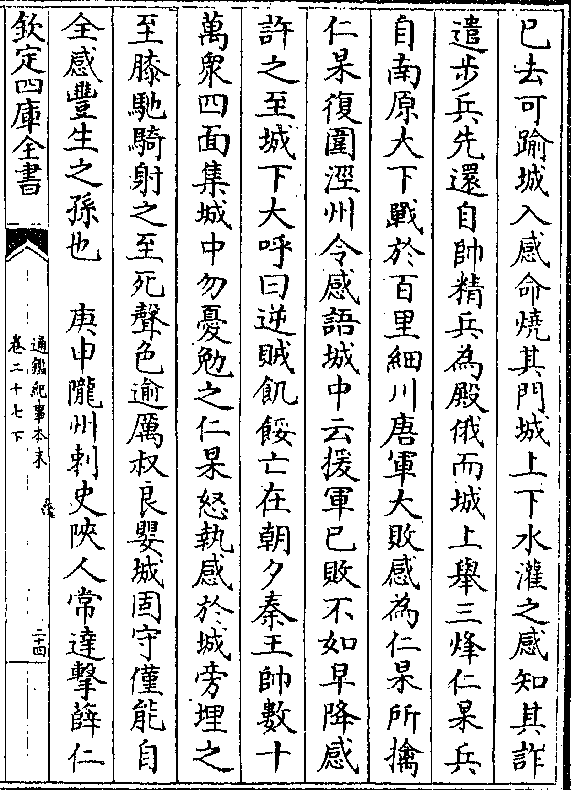 已去可踰城入感命燒其門城上下水灌之感知其詐
遣步兵先還自帥精兵為殿俄而城上舉三烽仁杲兵
自南原大下戰於百里細川唐軍大敗感為仁杲所擒
仁杲復圍涇州令感語城中云援軍已敗不如早降感
許之至城下大呼曰逆賊飢餒亡在朝夕秦王帥數十
萬衆四面集城中勿憂勉之仁杲怒執感於城旁埋之
至膝馳騎射之至死聲色逾厲叔良嬰城固守僅能自
全感豐生之孫也　庚申隴州刺史陜人常達擊薛仁
欽定四庫全書
通鑑紀事本末
卷二十七下
二十四